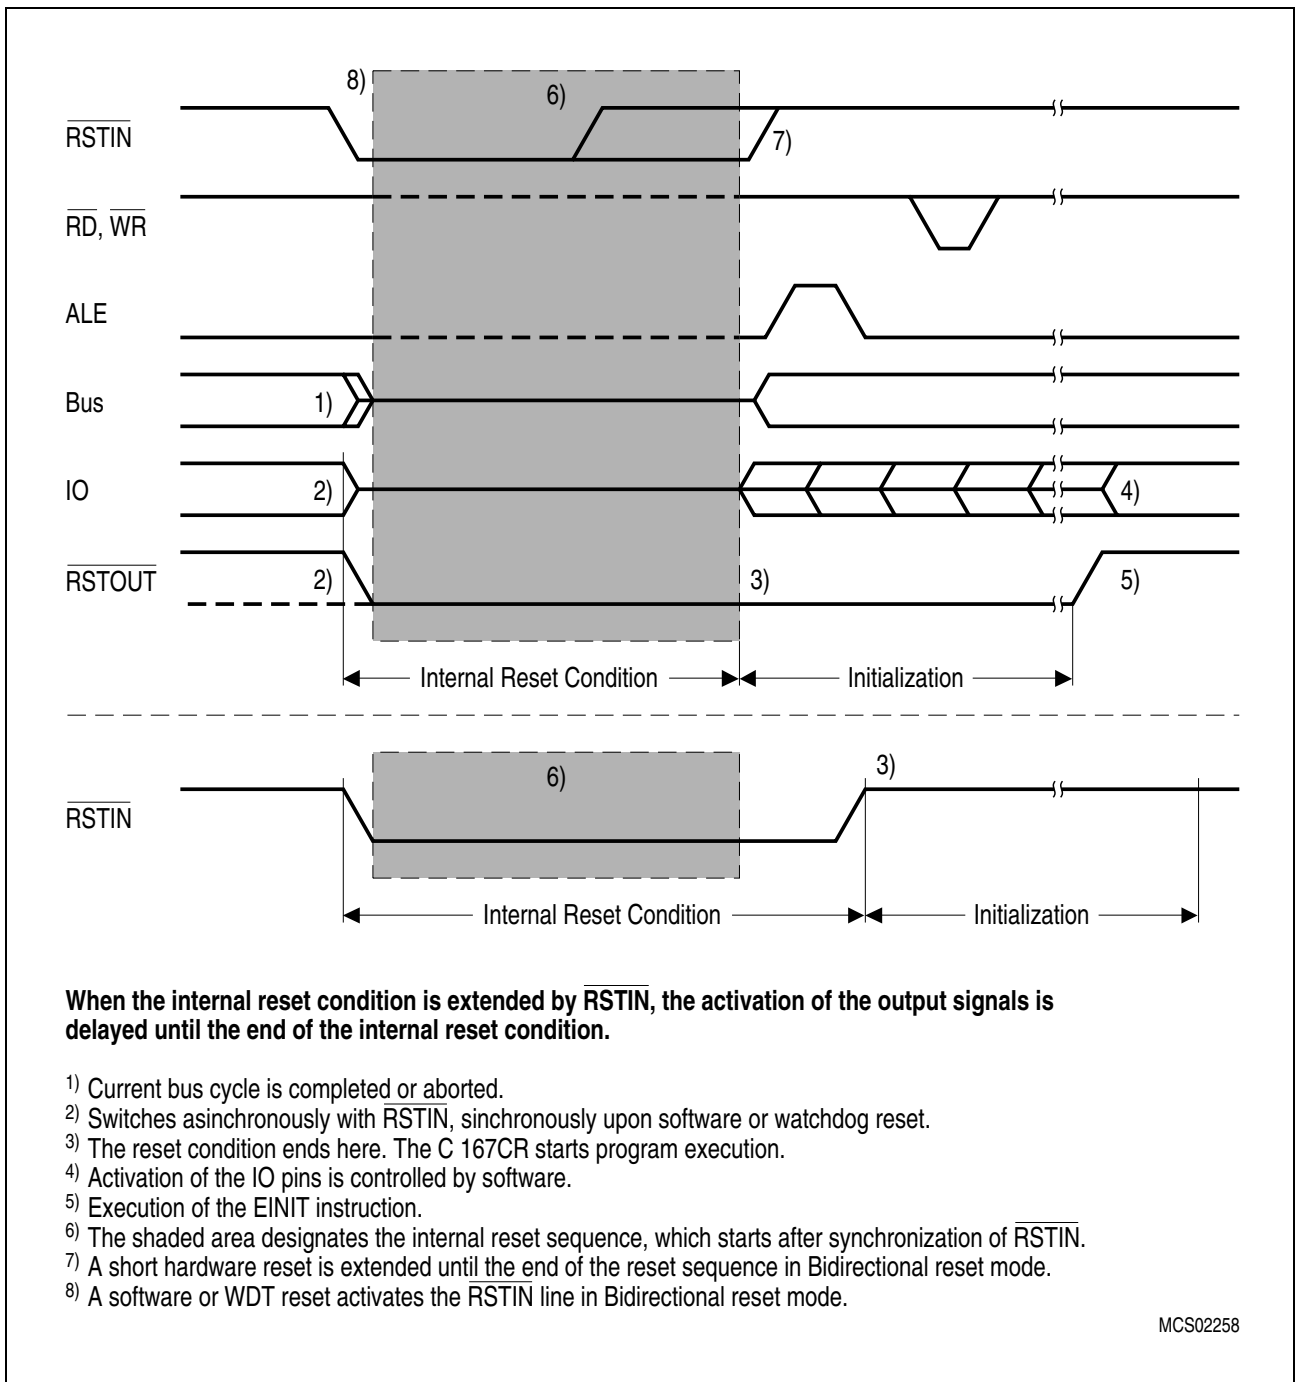 8)
6)
RSTIN
7)
RD, WR
ALE
Bus 1)
IO 2) 4)
RSTOUT 2) 3) 5)
Internal Reset Condition Initialization
6) 3)
RSTIN
Internal Reset Condition Initialization
When the internal reset condition is extended by RSTIN, the activation of the output signals is
delayed until the end of the internal reset condition.
1) Current bus cycle is completed or aborted.
2) Switches asinchronously with RSTIN, sinchronously upon software or watchdog reset.
3) The reset condition ends here. The C 167CR starts program execution.
4) Activation of the IO pins is controlled by software.
5) Execution of the EINIT instruction.
6) The shaded area designates the internal reset sequence, which starts after synchronization of RSTIN.
7) A short hardware reset is extended until the end of the reset sequence in Bidirectional reset mode.
8) A software or WDT reset activates the RSTIN line in Bidirectional reset mode.
MCS02258